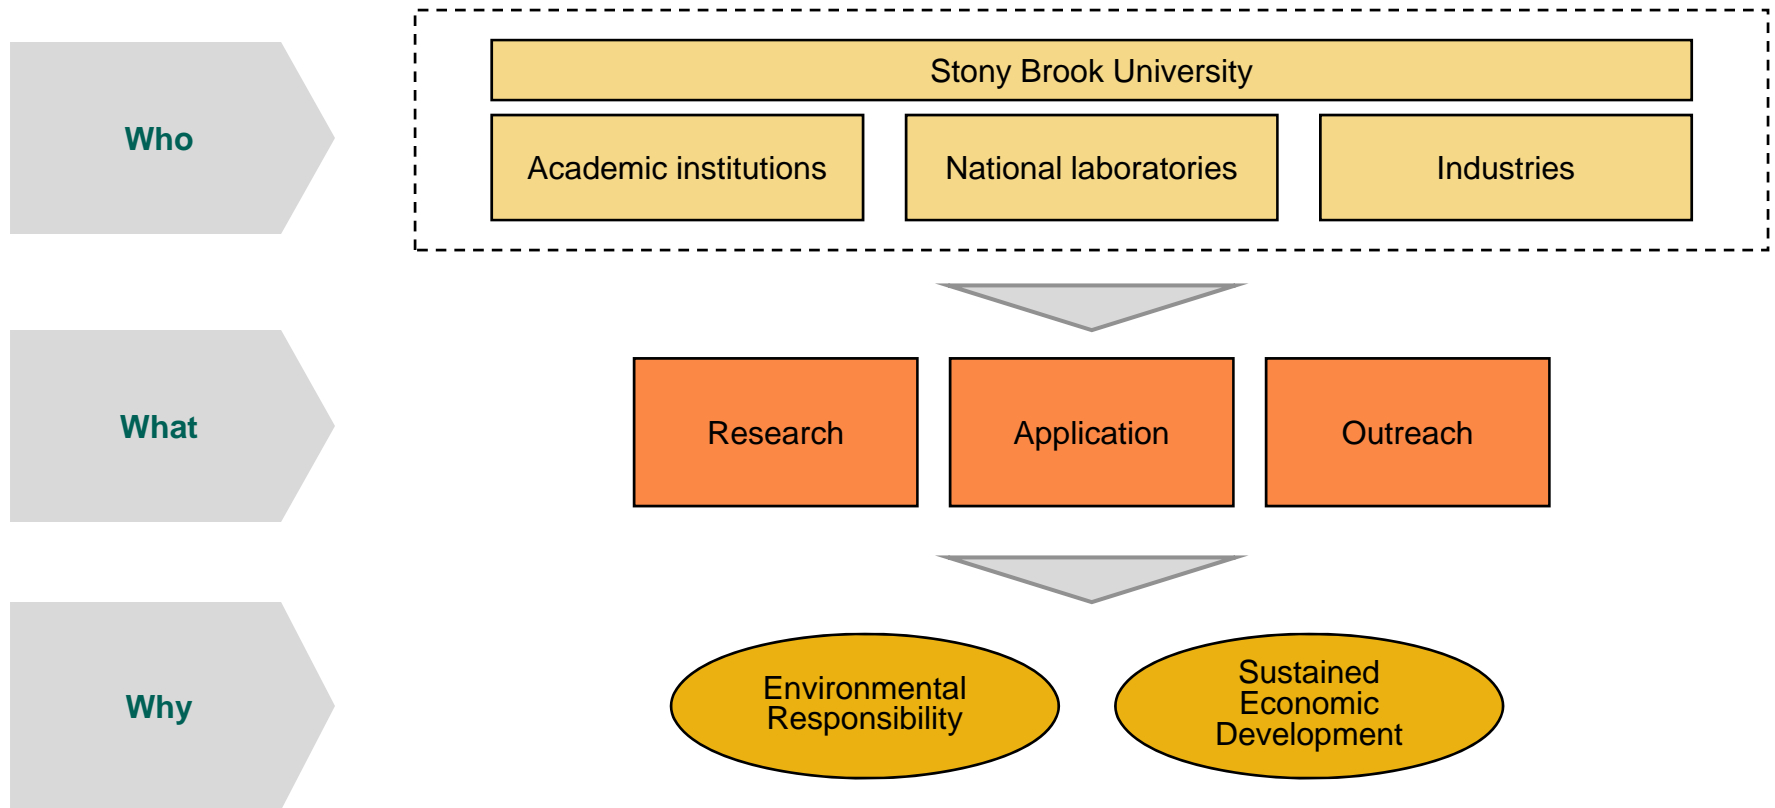 Stony Brook University
Who
Academic institutions
National laboratories
Industries
What
Research
Application
Outreach
Why
Environmental
Responsibility
Sustained
Economic
Development